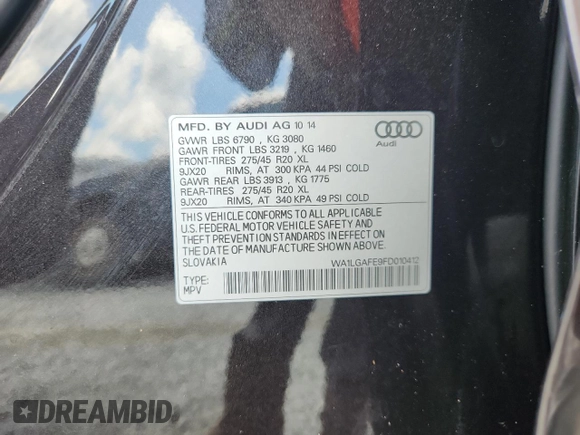 MFD. BY AUDI AG 10 14
GVWR LBS 6790 , KG 3080
GAWR FRONT LBS 3219 , KG 1460
FRONT-TIRES 275/45 R20 XL
9JX20 RIMS, AT 300 KPA 44 PSI COLD
GAWR REAR LBS 3913 , KG 1775
REAR-TIRES 275/45 R20 XL
9JX20 RIMS, AT 340 KPA 49 PSI COLD
Audi
THIS VEHICLE CONFORMS TO ALL APPLICABLE
U.S. FEDERAL MOTOR VEHICLE SAFETY AND
THEFT PREVENTION STANDARDS IN EFFECT ON
THE DATE OF MANUFACTURE SHOWN ABOVE.
SLOVAKIA
WA1LGAFE9FD010412
TYPE:
MPV
DREAMBID